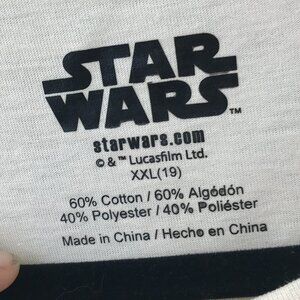 STAR
WARS™
starwars.com
© & ™ Lucasfilm Ltd.
XXL(19)
60% Cotton / 60% Algodón
40% Polyester / 40% Poliéster
Made in China / Hecho en China